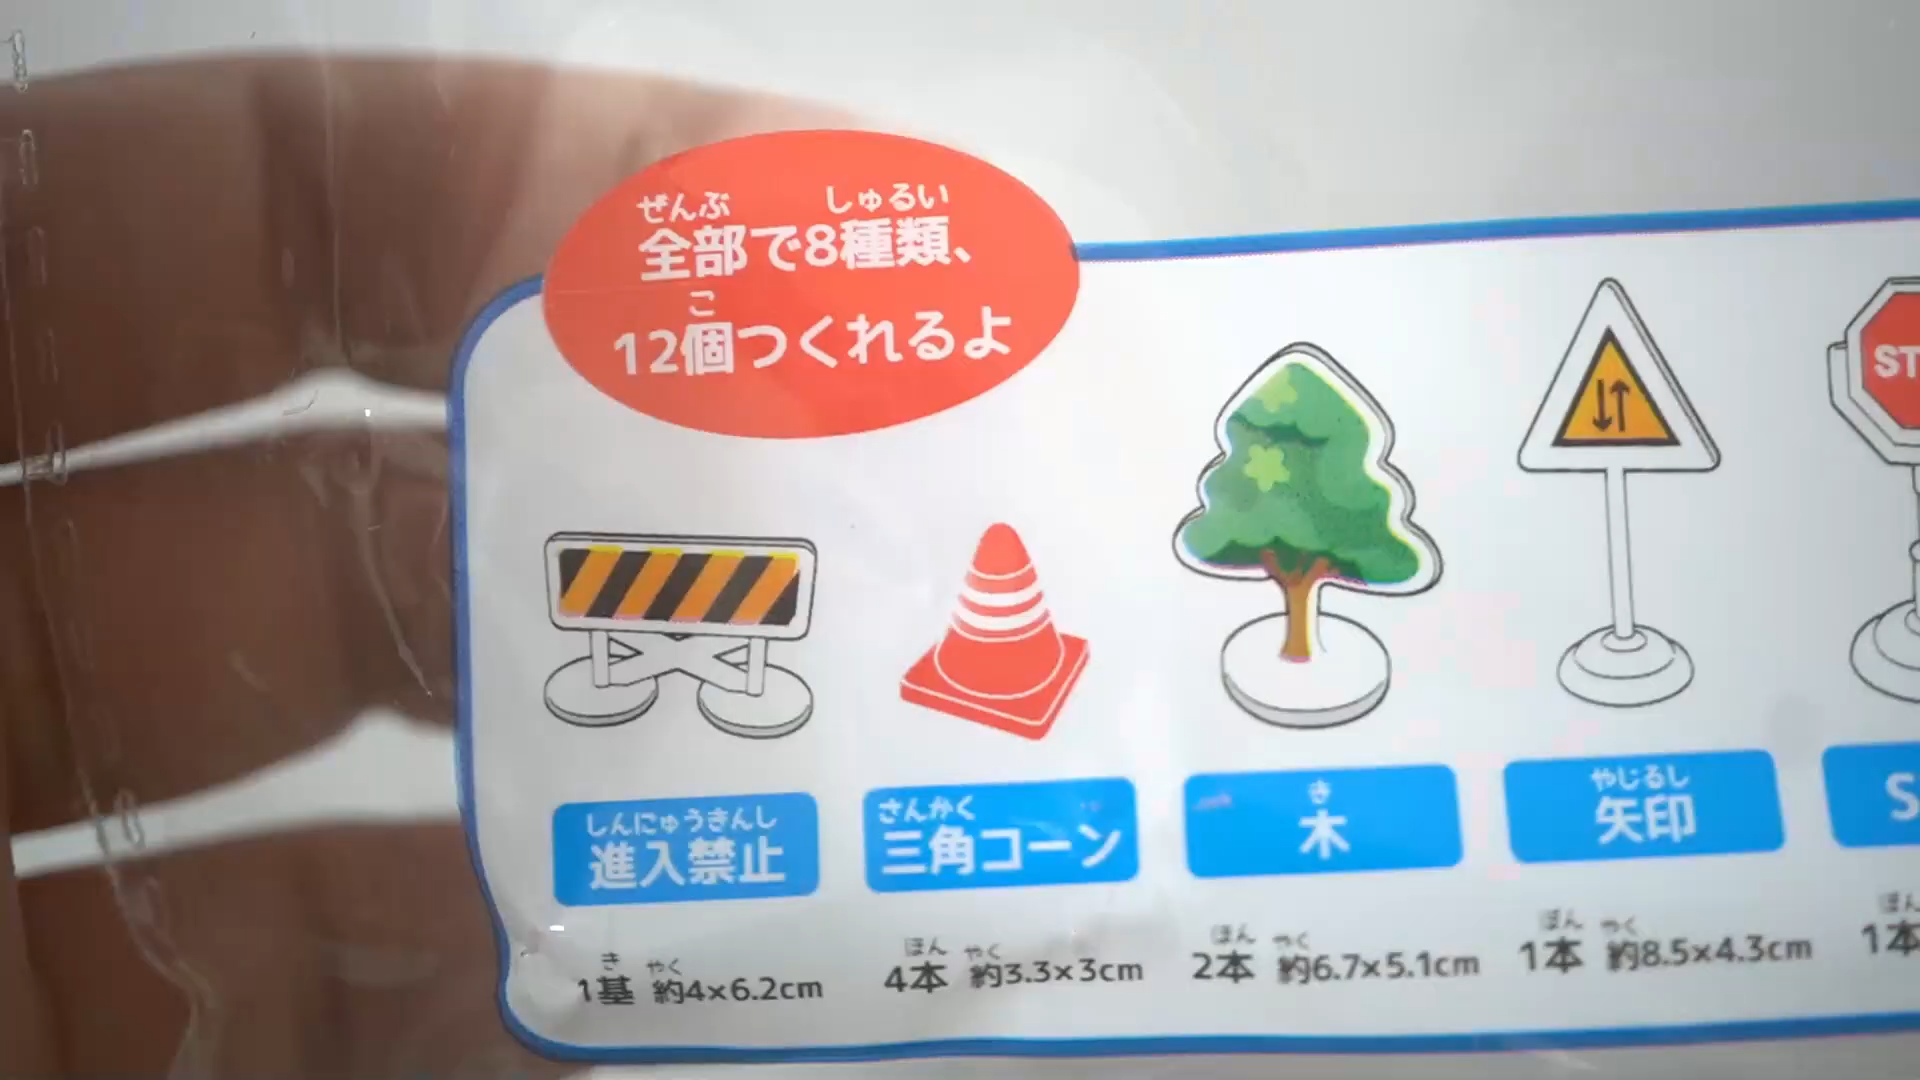 ぜんぶ しゅるい
全部で8種類、
こ
12個つくれるよ
ST
しんにゅうきんし
進入禁止
さんかく
三角コーン
き
木
やじるし
矢印
S
き やく
1基 約4×6.2cm
ほん やく
4本 約3.3×3cm
ほん やく
2本 約6.7×5.1cm
ほん やく
1本 約8.5×4.3cm
ほん
1本